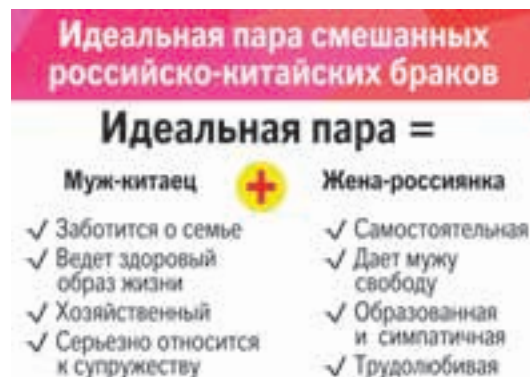 Идеальная пара смешанных
российско-китайских браков
Идеальная пара =
Муж-китаец + Жена-россиянка
√ Заботится о семье
√ Ведет здоровый
образ жизни
√ Хозяйственный
√ Серьезно относится
к супружеству
√ Самостоятельная
√ Дает мужу
свободу
√ Образованная
и симпатичная
√ Трудолюбивая